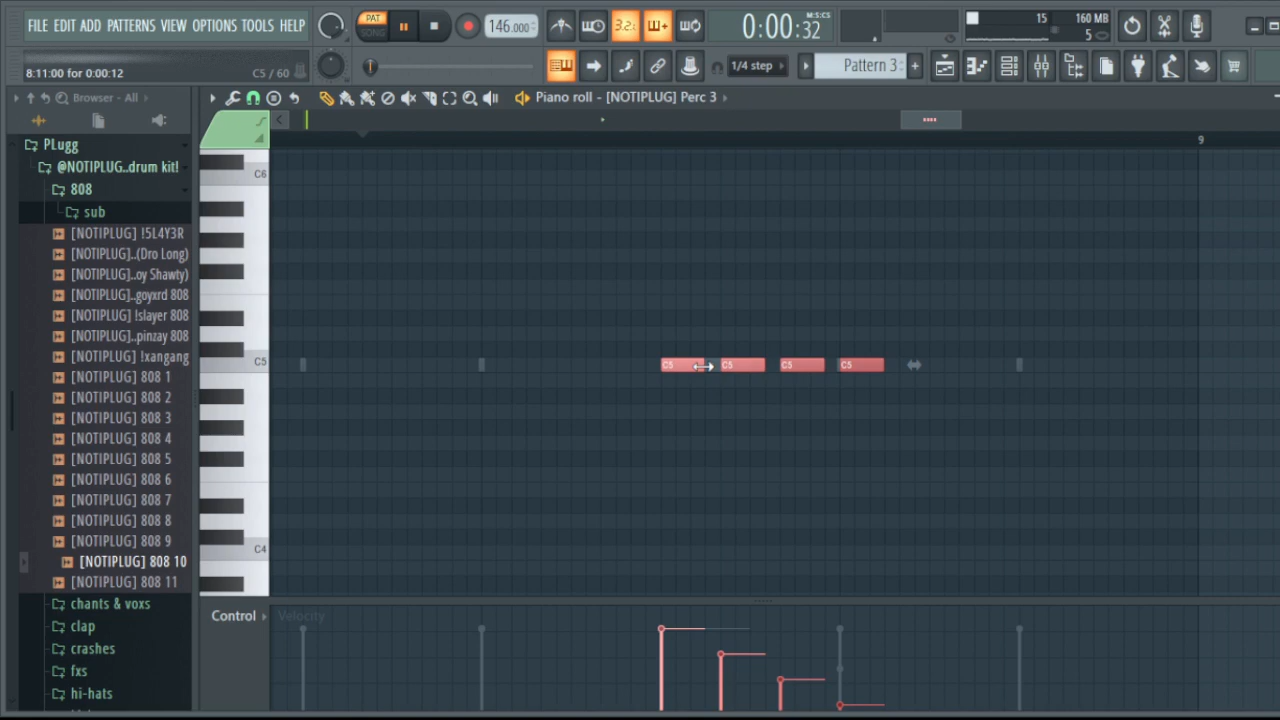 FILE EDIT ADD PATTERNS VIEW OPTIONS TOOLS HELP
PAT
SONG
146.000
3.2.
0:00:32
M:S:CS
15
160 MB
5
8:11:00 for 0:00:12
C5 / 60
1/4 step
Pattern 3
Browser - All
Piano roll - [NOTIPLUG] Perc 3
PLugg
@NOTIPLUG..drum kit!
808
sub
[NOTIPLUG] !5L4Y3R
[NOTIPLUG]..(Dro Long)
[NOTIPLUG]..oy Shawty)
[NOTIPLUG]..goyxrd 808
[NOTIPLUG] !slayer 808
[NOTIPLUG]..pinzay 808
[NOTIPLUG] !xangang
[NOTIPLUG] 808 1
[NOTIPLUG] 808 2
[NOTIPLUG] 808 3
[NOTIPLUG] 808 4
[NOTIPLUG] 808 5
[NOTIPLUG] 808 6
[NOTIPLUG] 808 7
[NOTIPLUG] 808 8
[NOTIPLUG] 808 9
[NOTIPLUG] 808 10
[NOTIPLUG] 808 11
chants & voxs
clap
crashes
fxs
hi-hats
9
C6
C5
C4
C5 C5 C5 C5
Control
Velocity